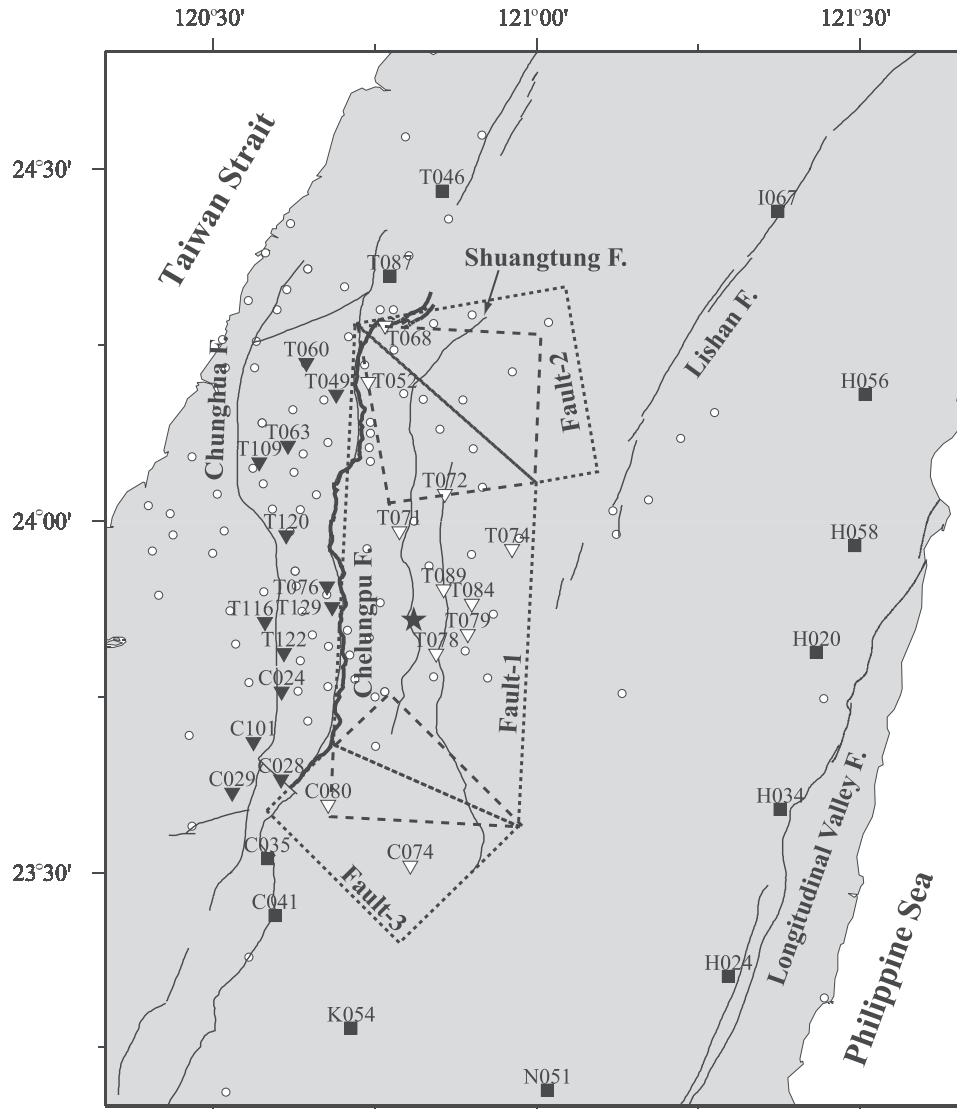 120°30'
121°00'
121°30'
24°30'
24°00'
23°30'
Taiwan Strait
T046
I067
T087
Shuangtung F.
T068
Lishan F.
T060
T049
T052
Fault-2
H056
Chunghua F.
T063
T109
T072
T120
T071
T074
H058
T076
T129
T089
T084
T116
T079
T122
T078
H020
Chelungpu F.
C024
Fault-1
C101
C028
C029
C080
H034
C035
C074
Fault-3
C041
Longitudinal Valley F.
H024
Philippine Sea
K054
N051